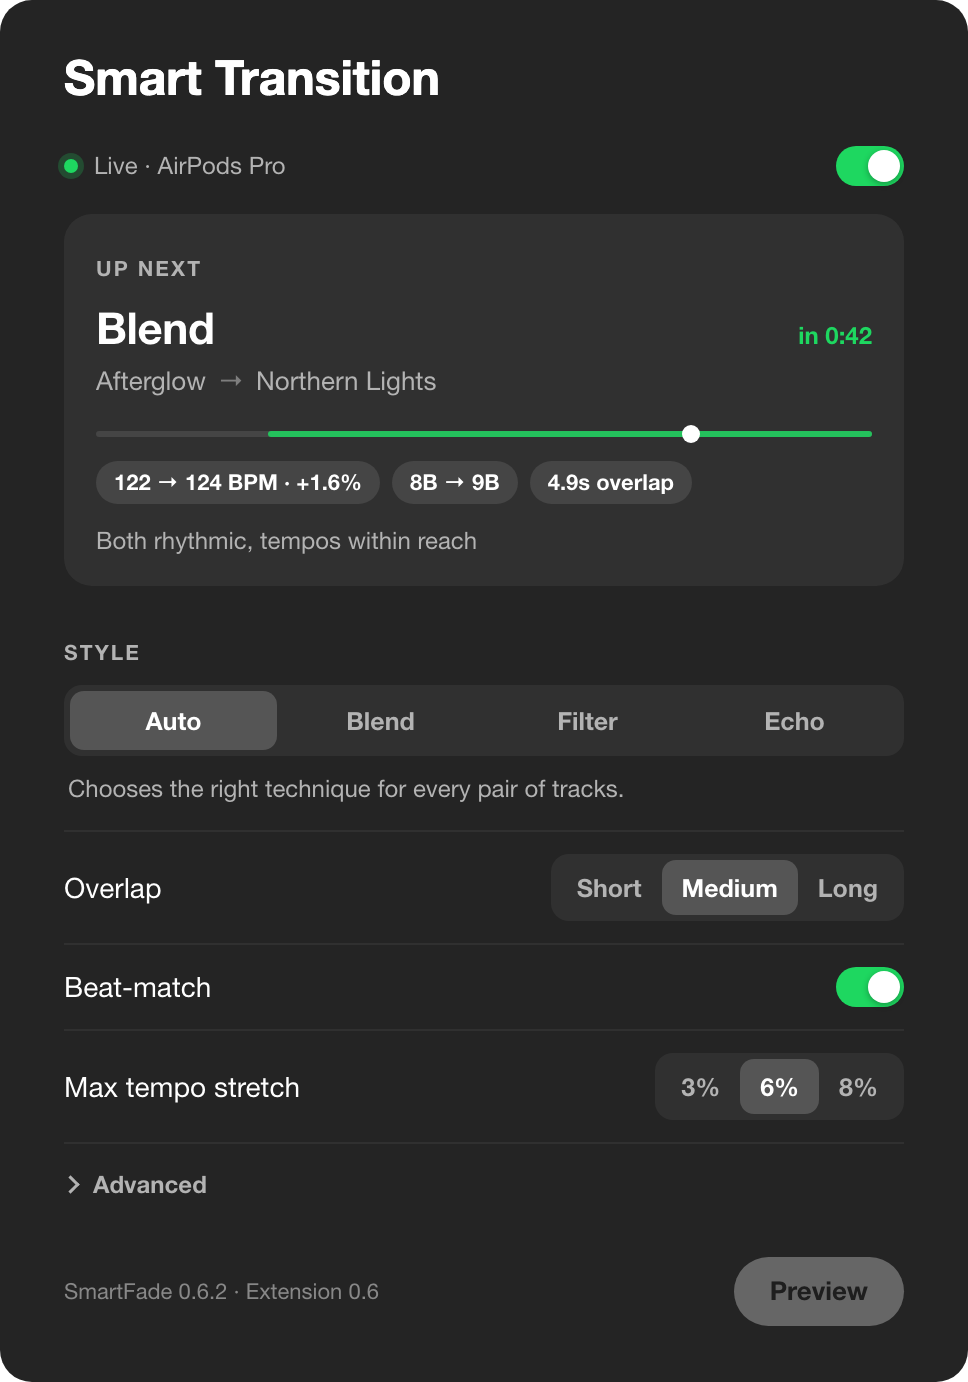 Smart Transition
Live · AirPods Pro
UP NEXT
Blend
in 0:42
Afterglow → Northern Lights
122 → 124 BPM · +1.6% 8B → 9B 4.9s overlap
Both rhythmic, tempos within reach
STYLE
Auto Blend Filter Echo
Chooses the right technique for every pair of tracks.
Overlap Short Medium Long
Beat-match
Max tempo stretch 3% 6% 8%
Advanced
SmartFade 0.6.2 · Extension 0.6 Preview